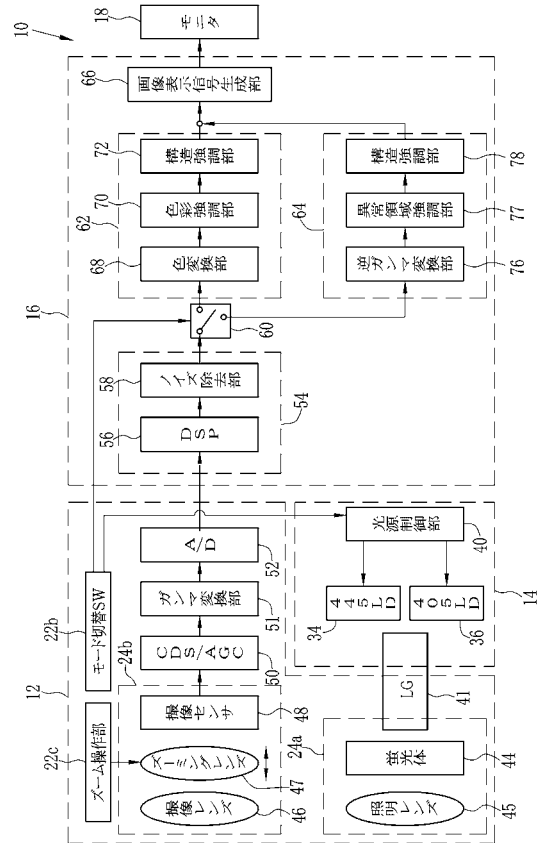 10
12
22c
ズーム操作部
22b
モード切替SW
24b
撮像レンズ
46
ズーミングレンズ
47
撮像センサ
48
CDS/AGC
50
ガンマ変換部
51
A/D
52
16
DSP
56
ノイズ除去部
58
54
60
62
色変換部
68
色彩強調部
70
構造強調部
72
64
逆ガンマ変換部
76
異常領域強調部
77
構造強調部
78
画像表示信号生成部
66
モニタ
18
24a
照明レンズ
45
蛍光体
44
LG
41
445LD
34
405LD
36
光源制御部
40
14